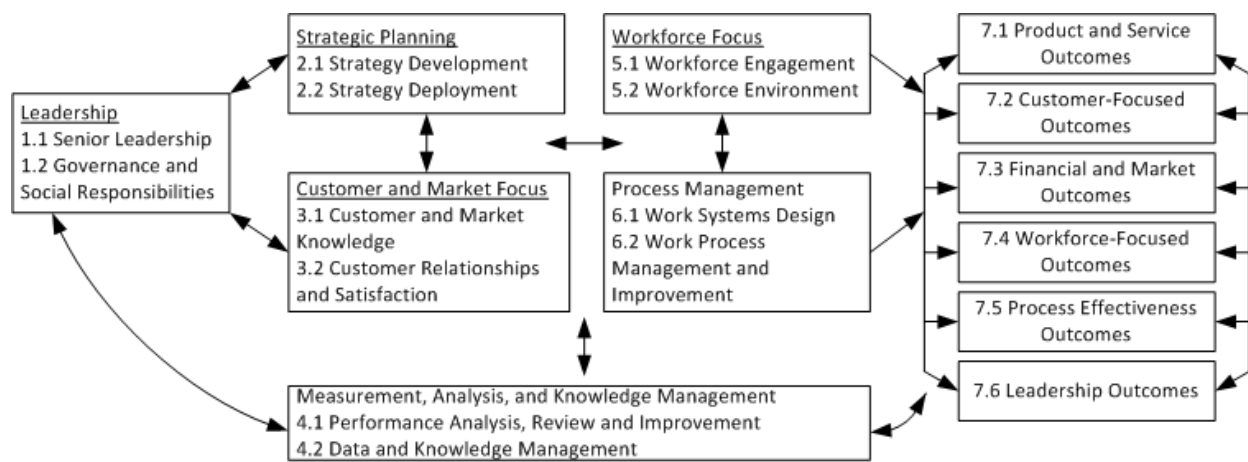 Leadership
1.1 Senior Leadership
1.2 Governance and
Social Responsibilities
Strategic Planning
2.1 Strategy Development
2.2 Strategy Deployment
Customer and Market Focus
3.1 Customer and Market
Knowledge
3.2 Customer Relationships
and Satisfaction
Workforce Focus
5.1 Workforce Engagement
5.2 Workforce Environment
Process Management
6.1 Work Systems Design
6.2 Work Process
Management and
Improvement
Measurement, Analysis, and Knowledge Management
4.1 Performance Analysis, Review and Improvement
4.2 Data and Knowledge Management
7.1 Product and Service
Outcomes
7.2 Customer-Focused
Outcomes
7.3 Financial and Market
Outcomes
7.4 Workforce-Focused
Outcomes
7.5 Process Effectiveness
Outcomes
7.6 Leadership Outcomes